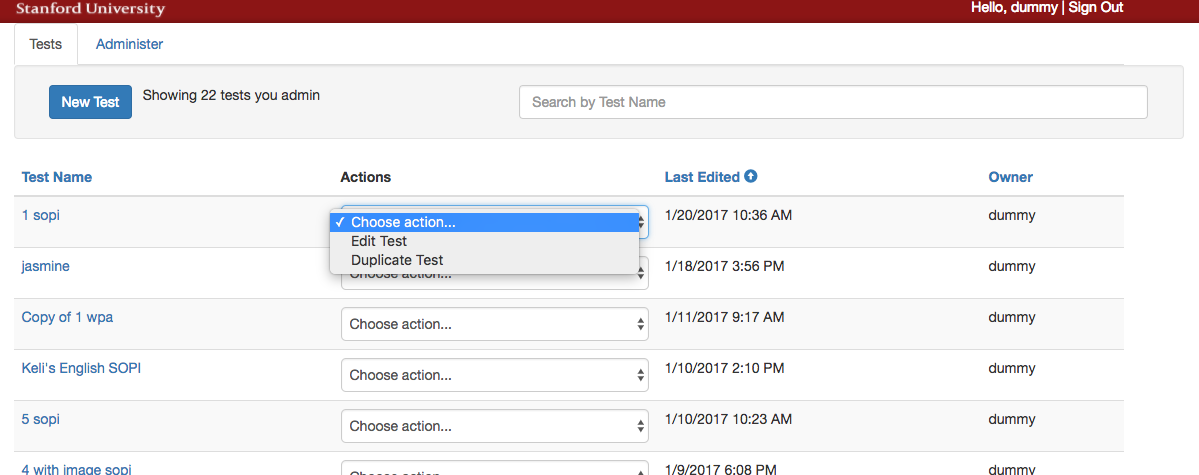 Stanford University
Hello, dummy | Sign Out
Tests Administer
New Test Showing 22 tests you admin Search by Test Name
Test Name Actions Last Edited Owner
1 sopi ✓ Choose action... 1/20/2017 10:36 AM dummy
Edit Test
Duplicate Test
jasmine Choose action... 1/18/2017 3:56 PM dummy
Copy of 1 wpa Choose action... 1/11/2017 9:17 AM dummy
Keli's English SOPI Choose action... 1/10/2017 2:10 PM dummy
5 sopi Choose action... 1/10/2017 10:23 AM dummy
4 with image sopi Choose action... 1/9/2017 6:08 PM dummy